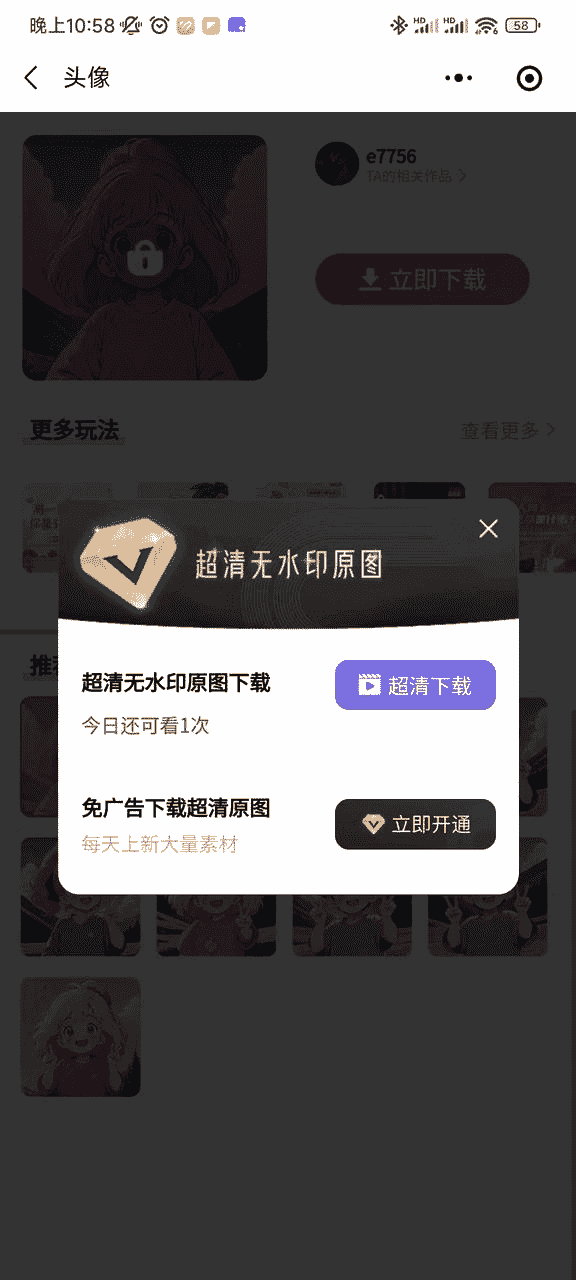 晚上10:58
58
头像
e7756
TA的相关作品
立即下载
更多玩法
查看更多
超清无水印原图
超清无水印原图下载
超清下载
今日还可看1次
免广告下载超清原图
立即开通
每天上新大量素材